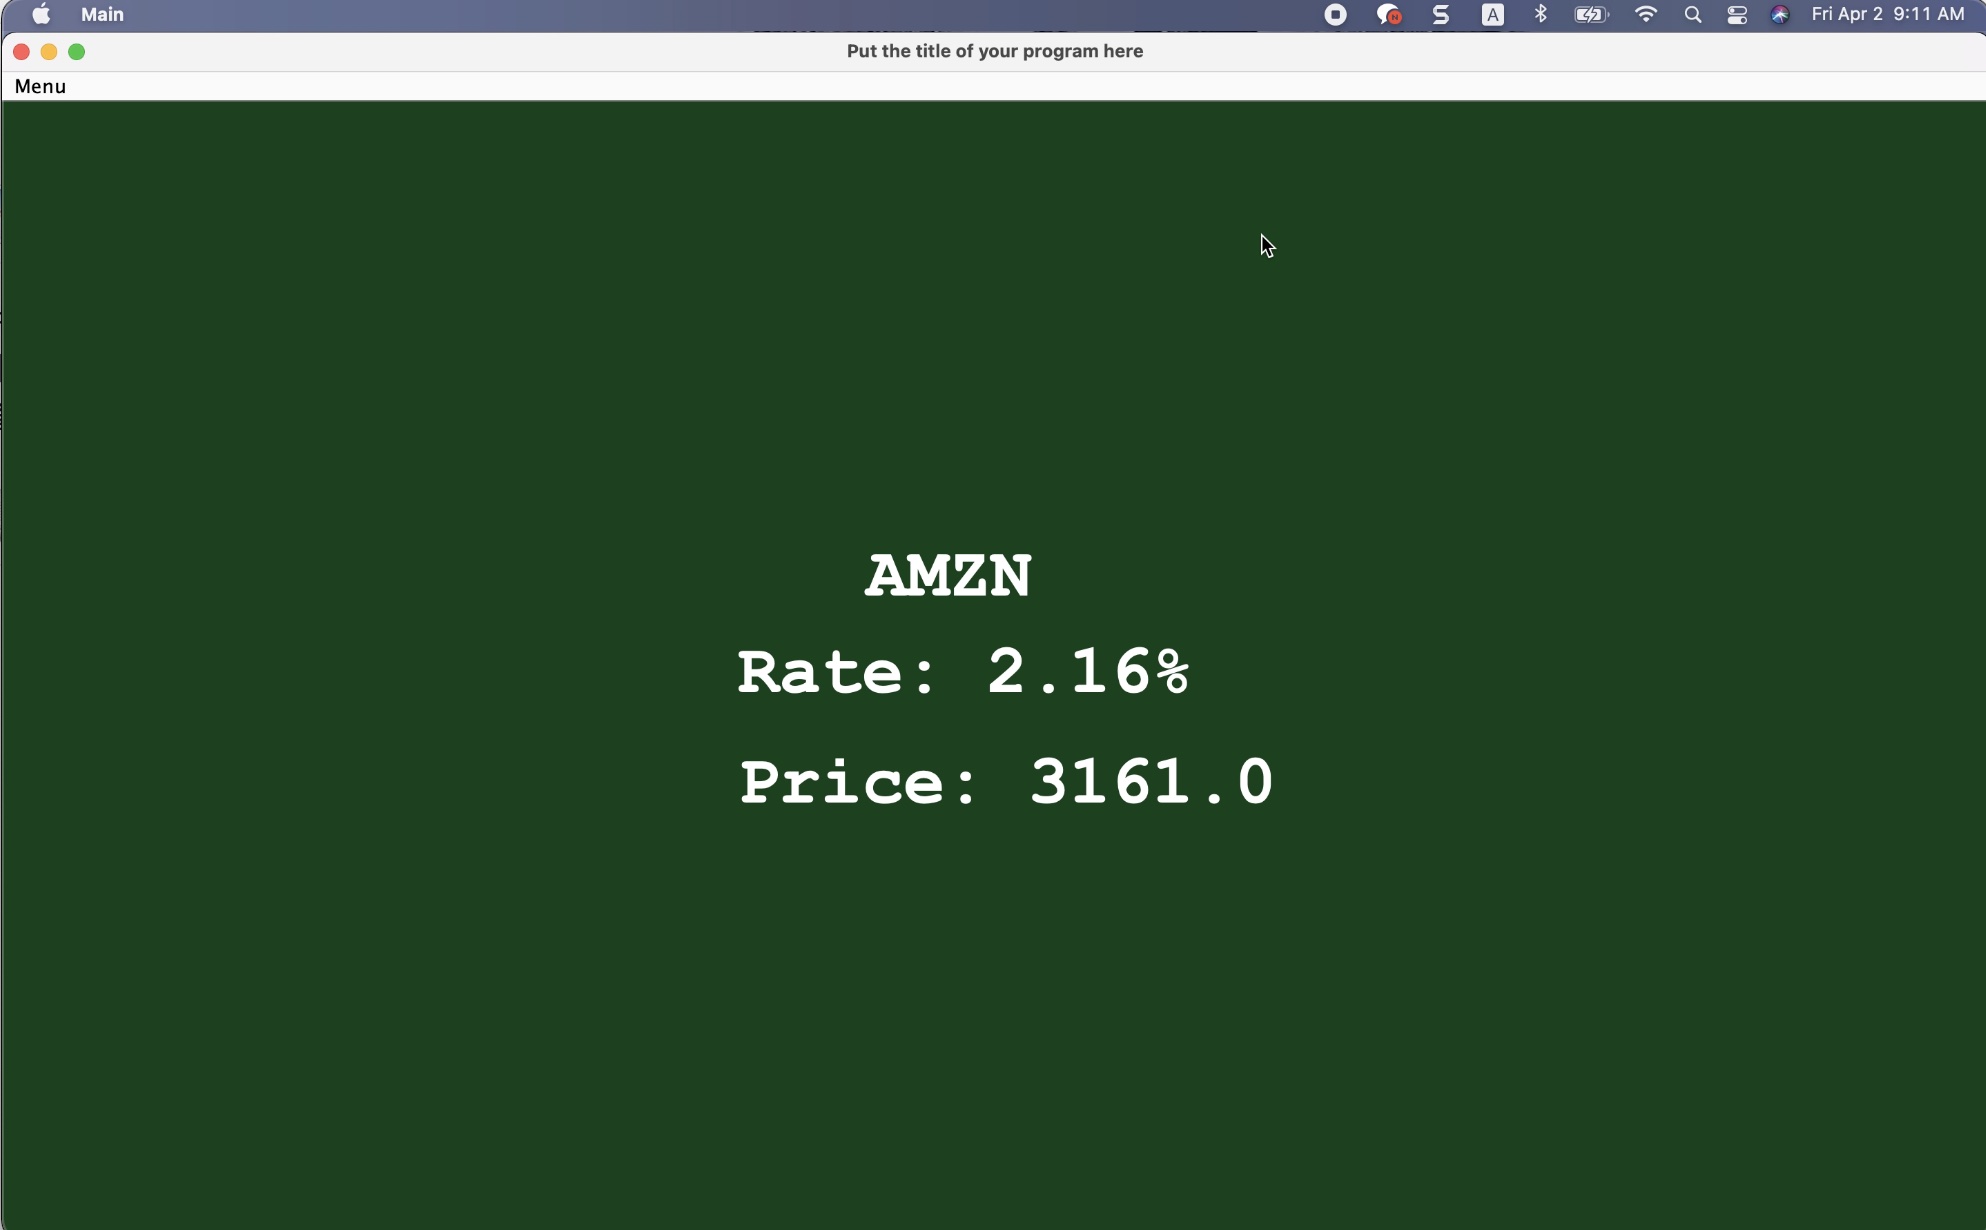 Main
Fri Apr 2 9:11 AM
Put the title of your program here
Menu
AMZN
Rate: 2.16%
Price: 3161.0